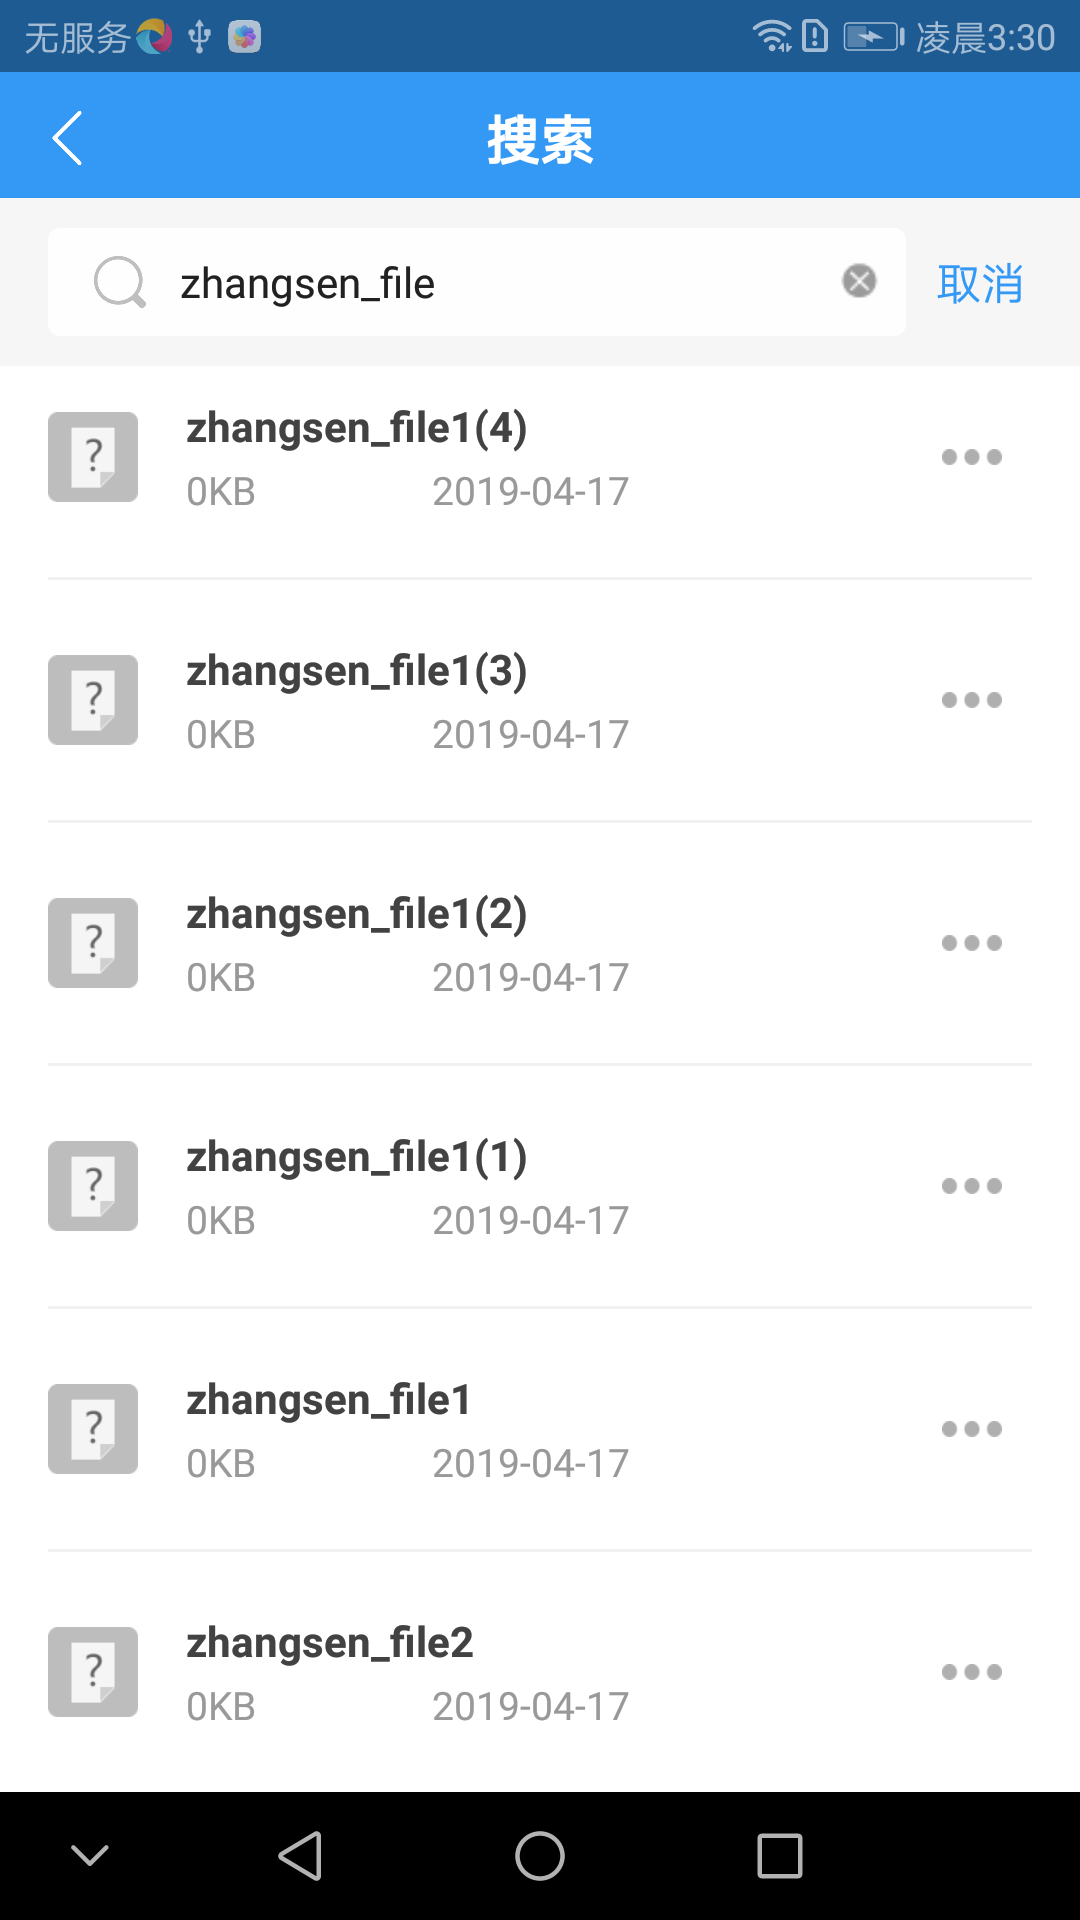 无服务 凌晨3:30
搜索
zhangsen_file 取消
zhangsen_file1(4)
0KB 2019-04-17
zhangsen_file1(3)
0KB 2019-04-17
zhangsen_file1(2)
0KB 2019-04-17
zhangsen_file1(1)
0KB 2019-04-17
zhangsen_file1
0KB 2019-04-17
zhangsen_file2
0KB 2019-04-17